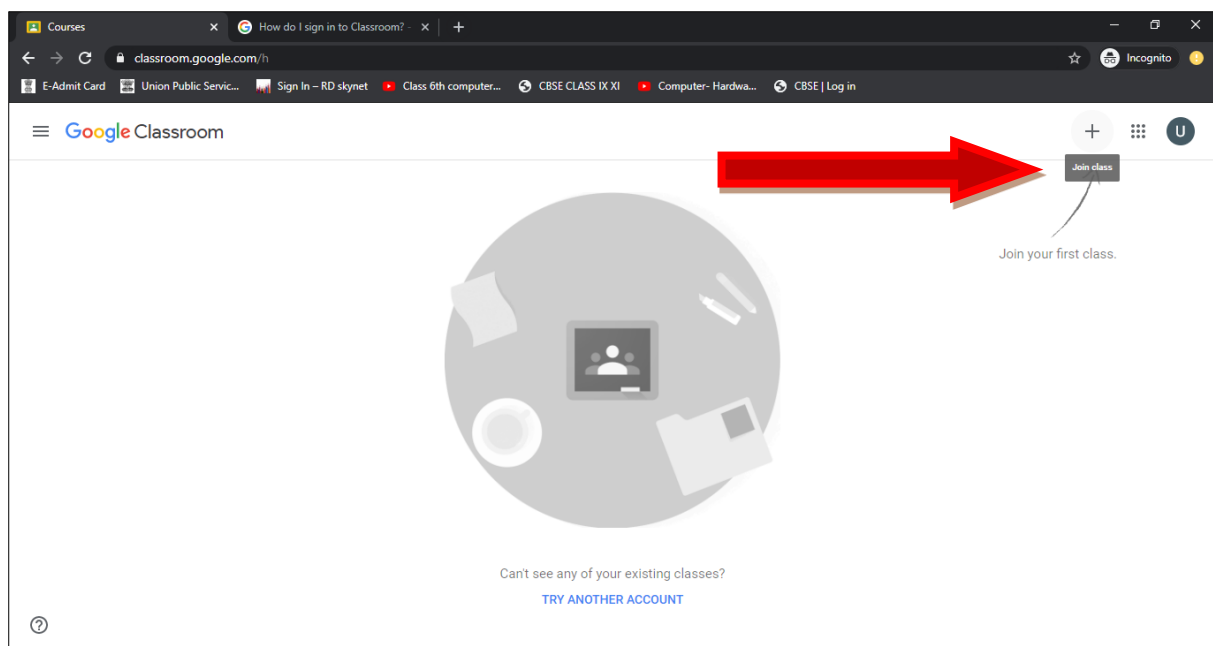 Courses
How do I sign in to Classroom? -
classroom.google.com/h
Incognito
E-Admit Card Union Public Servic... Sign In – RD skynet Class 6th computer... CBSE CLASS IX XI Computer- Hardwa... CBSE | Log in
Google Classroom
U
Join class
Join your first class.
Can't see any of your existing classes?
TRY ANOTHER ACCOUNT